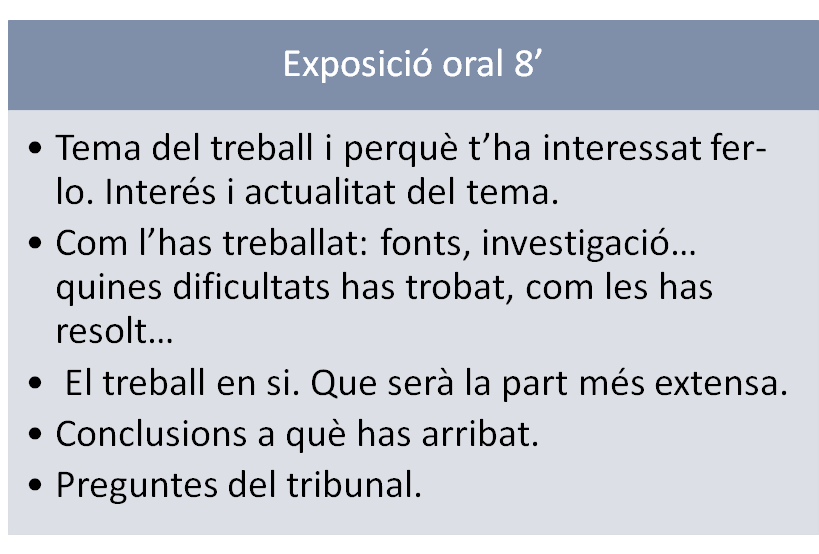 Exposició oral 8’
• Tema del treball i perquè t’ha interessat fer-
lo. Interés i actualitat del tema.
• Com l’has treballat: fonts, investigació…
quines dificultats has trobat, com les has
resolt…
• El treball en si. Que serà la part més extensa.
• Conclusions a què has arribat.
• Preguntes del tribunal.